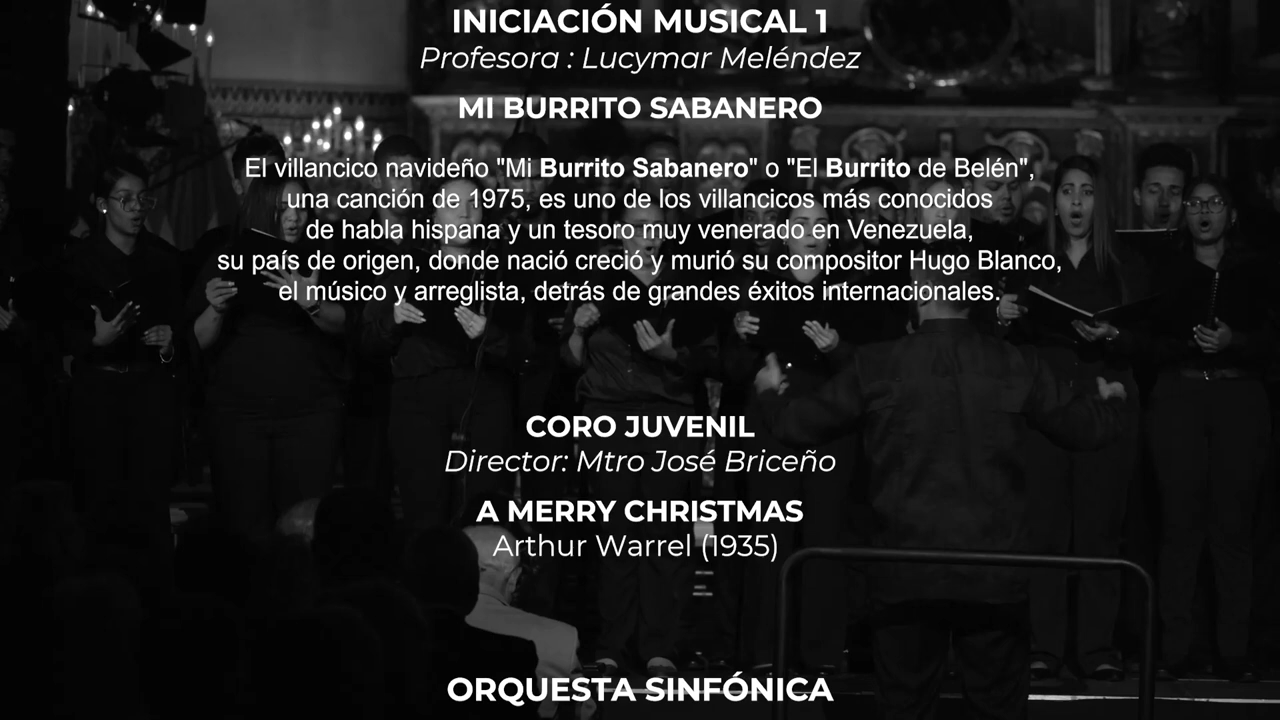 INICIACIÓN MUSICAL 1
Profesora : Lucymar Meléndez
MI BURRITO SABANERO
El villancico navideño "Mi Burrito Sabanero" o "El Burrito de Belén",
una canción de 1975, es uno de los villancicos más conocidos
de habla hispana y un tesoro muy venerado en Venezuela,
su país de origen, donde nació creció y murió su compositor Hugo Blanco,
el músico y arreglista, detrás de grandes éxitos internacionales.
CORO JUVENIL
Director: Mtro José Briceño
A MERRY CHRISTMAS
Arthur Warrel (1935)
ORQUESTA SINFÓNICA